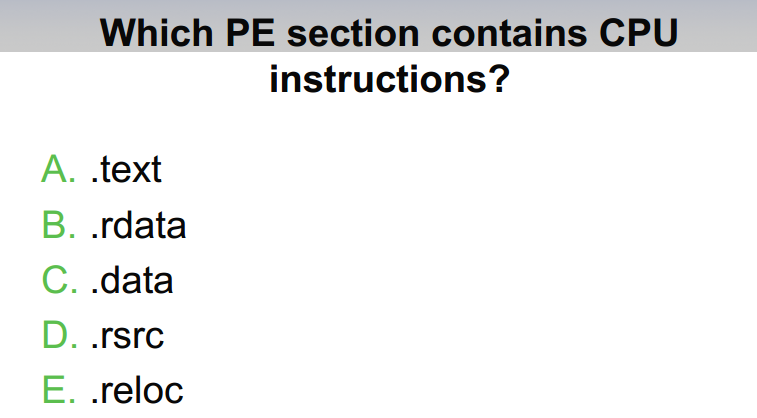 Which PE section contains CPU
instructions?
A. .text
B. .rdata
C. .data
D. .rsrc
E. .reloc